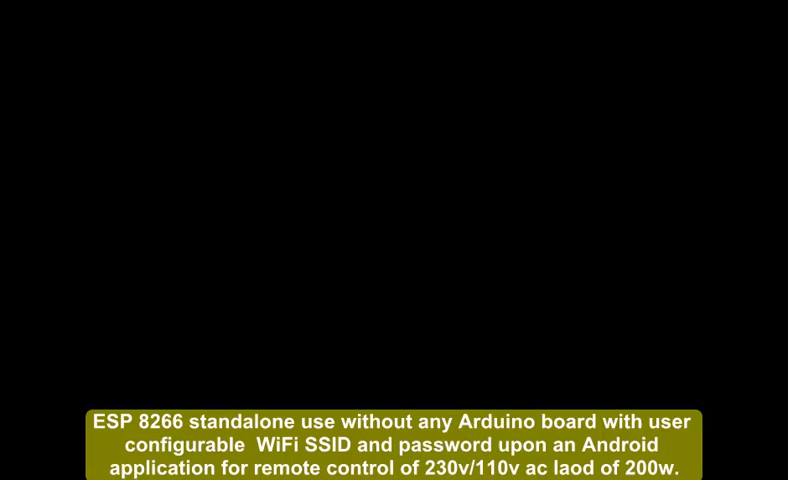 ESP 8266 standalone use without any Arduino board with user
configurable  WiFi SSID and password upon an Android
application for remote control of 230v/110v ac laod of 200w.